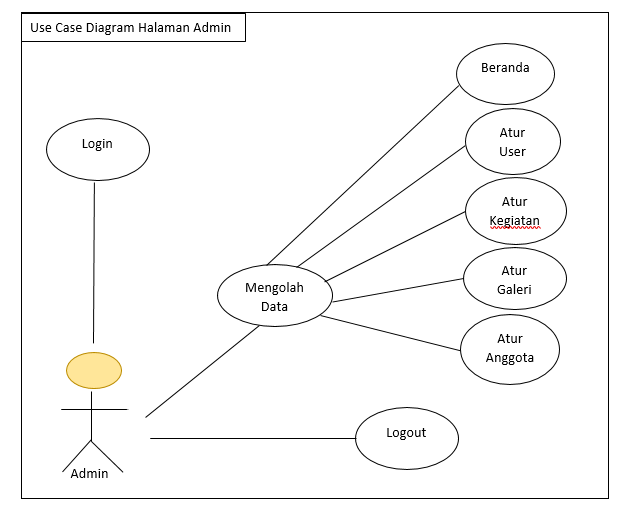 Use Case Diagram Halaman Admin
Beranda
Login
Atur
User
Atur
Kegiatan
Mengolah
Data
Atur
Galeri
Atur
Anggota
Logout
Admin